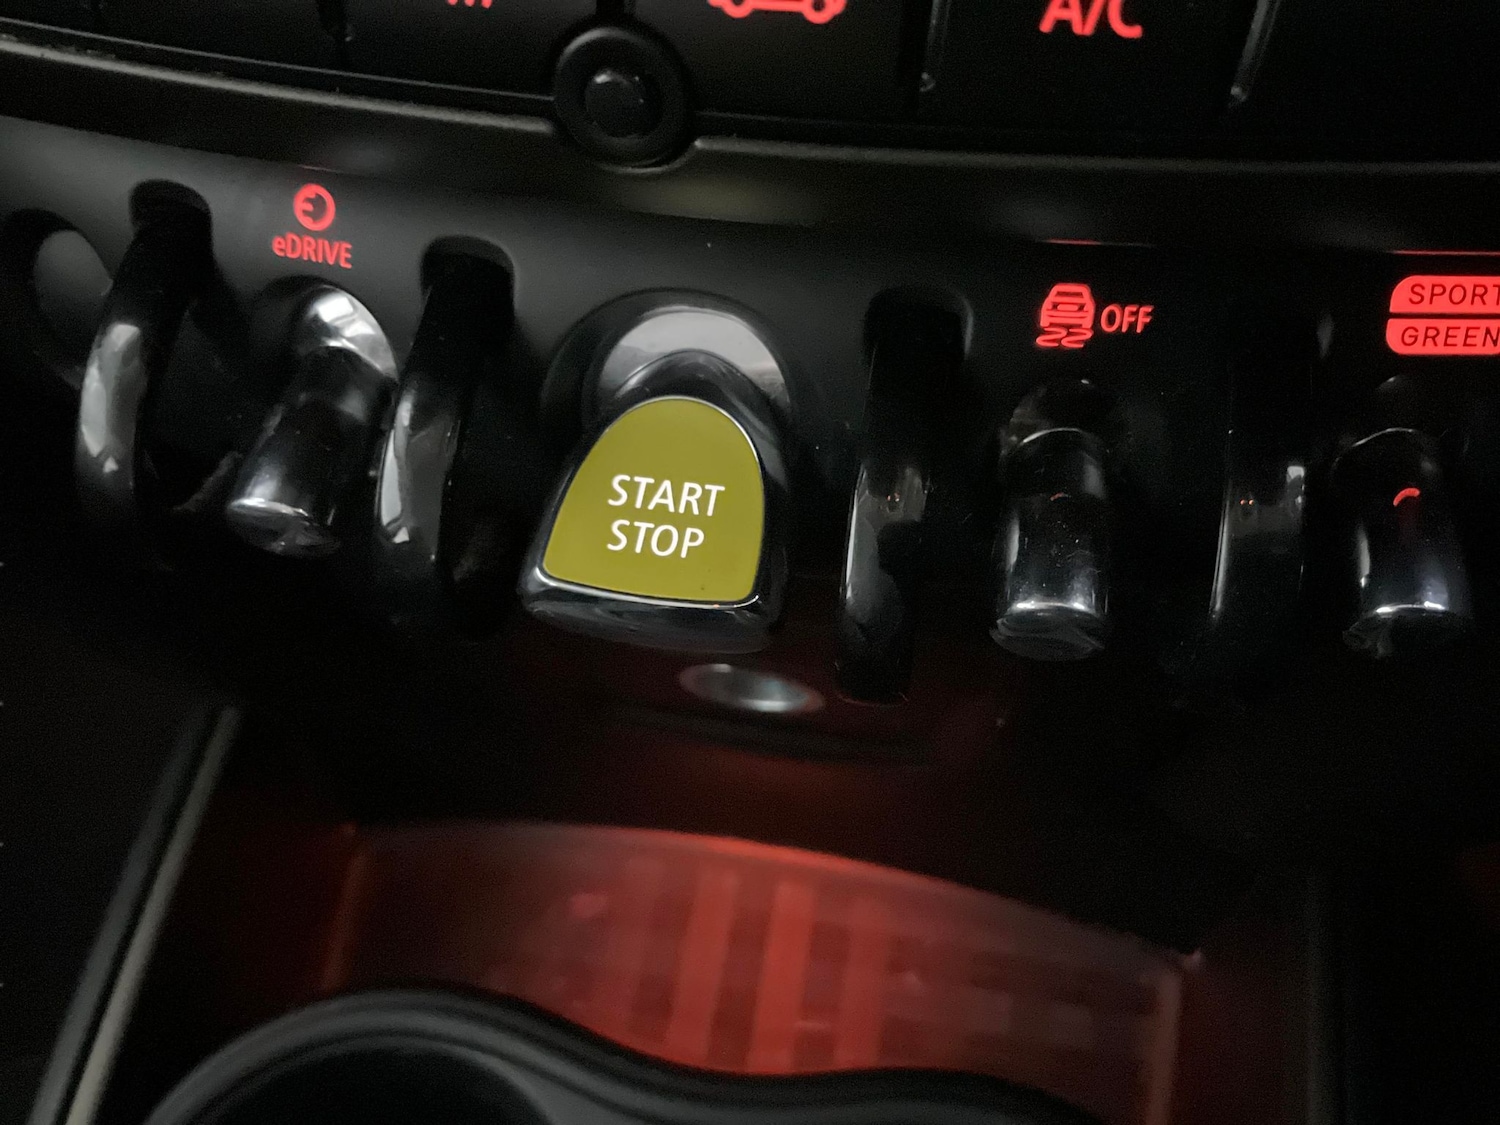 A/C
eDRIVE
OFF
SPORT
GREEN
START
STOP